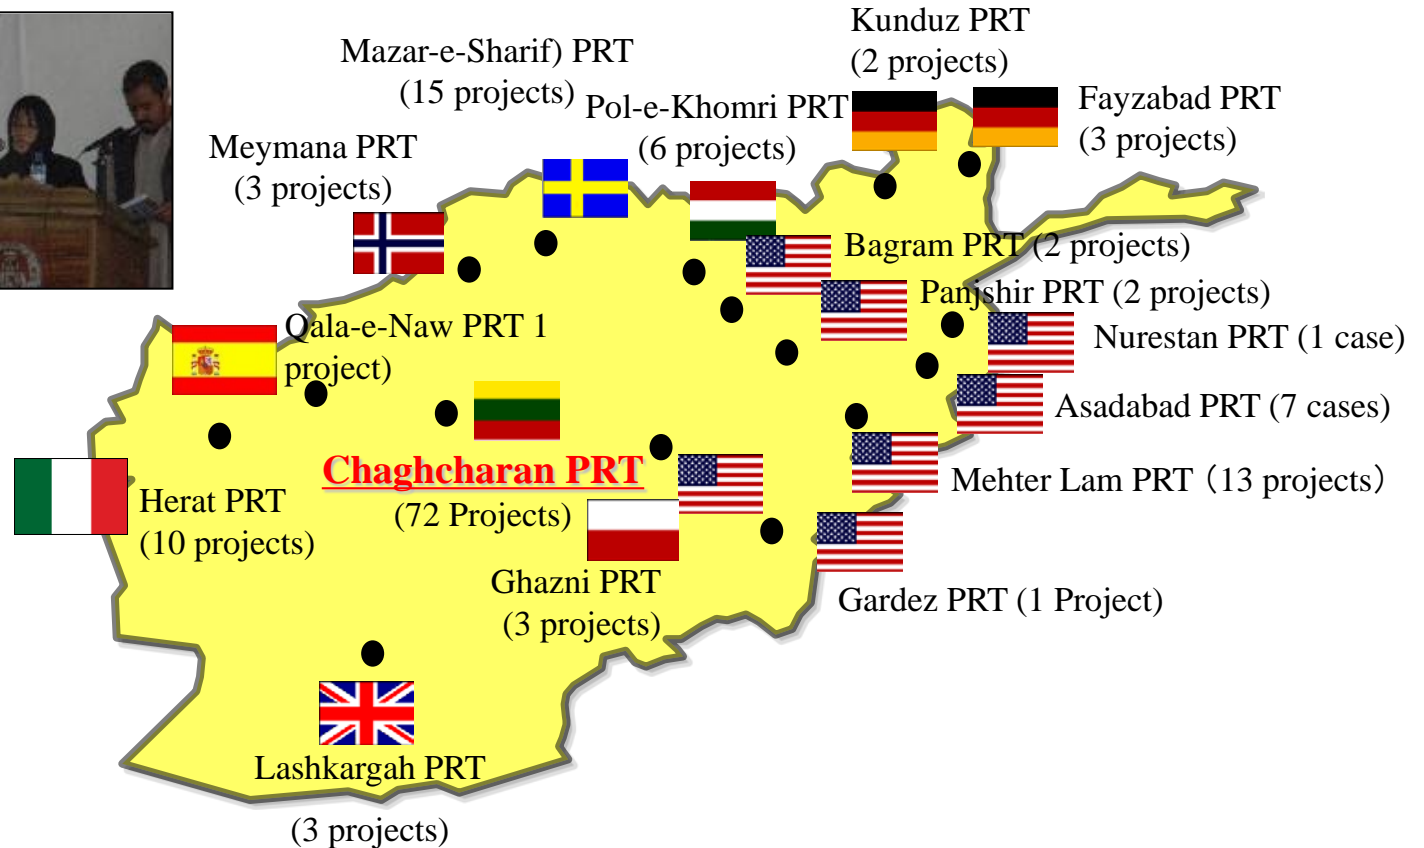 Kunduz PRT
(2 projects)
Mazar-e-Sharif) PRT
(15 projects)
Pol-e-Khomri PRT
(6 projects)
Fayzabad PRT
(3 projects)
Meymana PRT
(3 projects)
Bagram PRT (2 projects)
Panjshir PRT (2 projects)
Qala-e-Naw PRT 1
project)
Nurestan PRT (1 case)
Asadabad PRT (7 cases)
Chaghcharan PRT
(72 Projects)
Mehter Lam PRT（13 projects）
Herat PRT
(10 projects)
Ghazni PRT
(3 projects)
Gardez PRT (1 Project)
Lashkargah PRT
(3 projects)